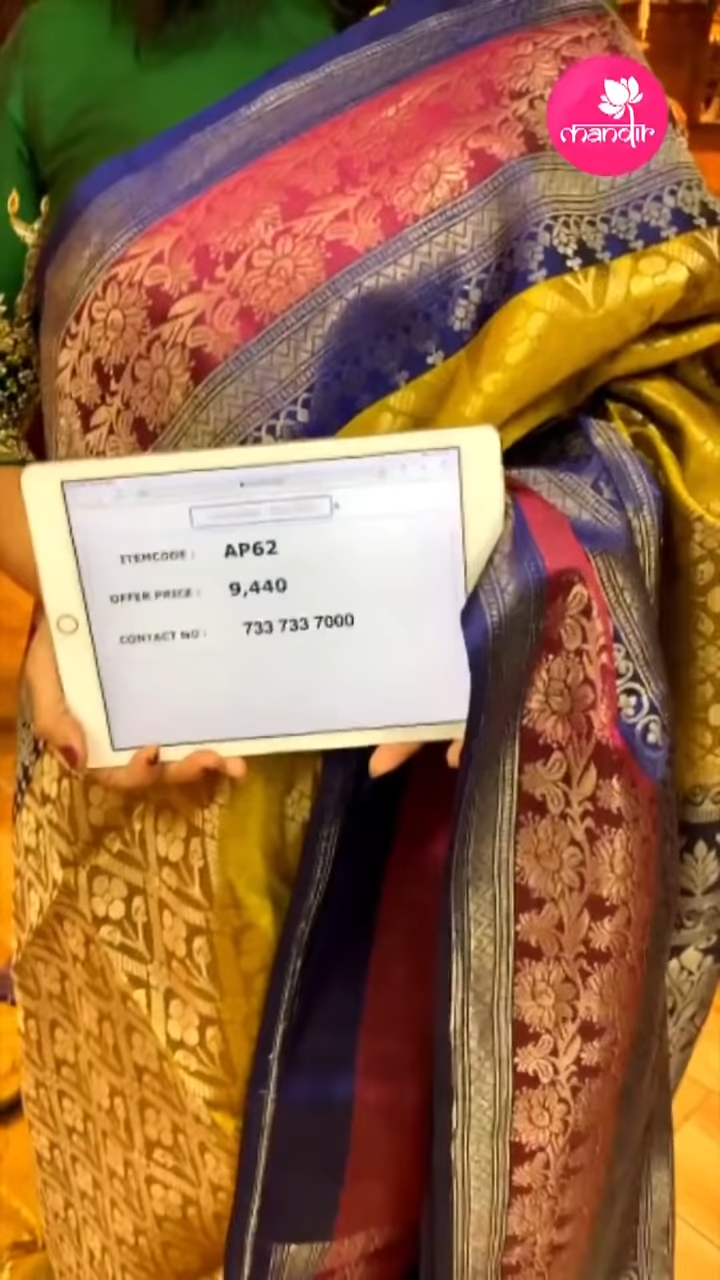 mandir
ITEMCODE : AP62
OFFER PRICE : 9,440
CONTACT NO : 733 733 7000